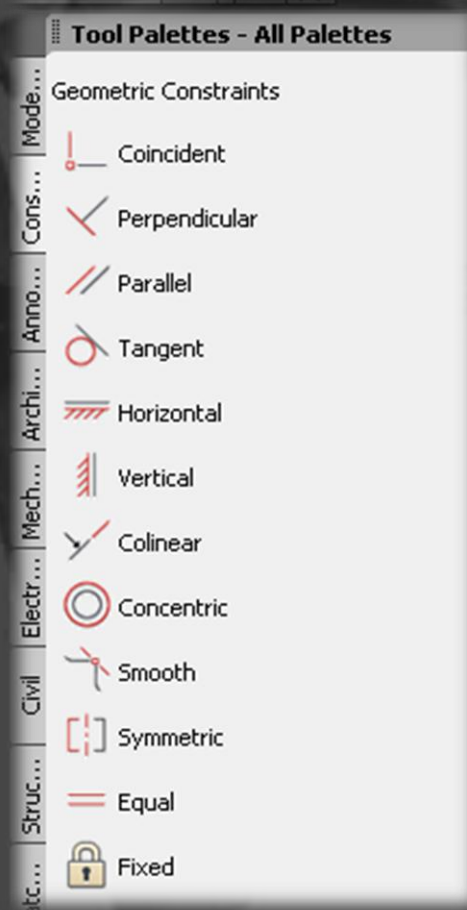 Tool Palettes - All Palettes
Geometric Constraints
Coincident
Perpendicular
Parallel
Tangent
Horizontal
Vertical
Colinear
Concentric
Smooth
Symmetric
Equal
Fixed
Mode...
Cons...
Anno...
Archi...
Mech...
Electr...
Civil
Struc...